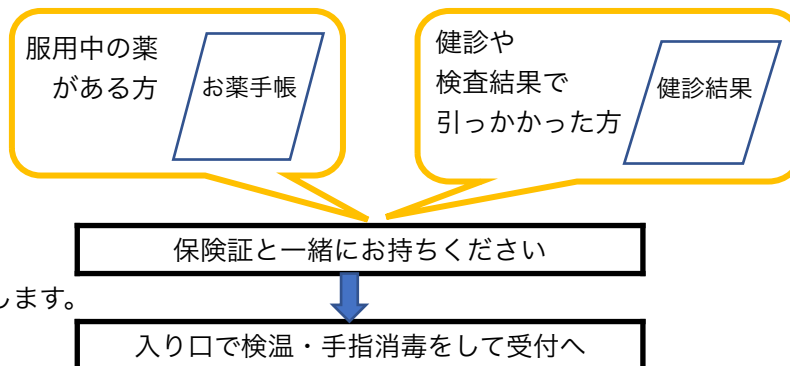 服用中の薬
がある方
お薬手帳
健診や
検査結果で
引っかかった方
健診結果
保険証と一緒にお持ちください
します。
入り口で検温・手指消毒をして受付へ